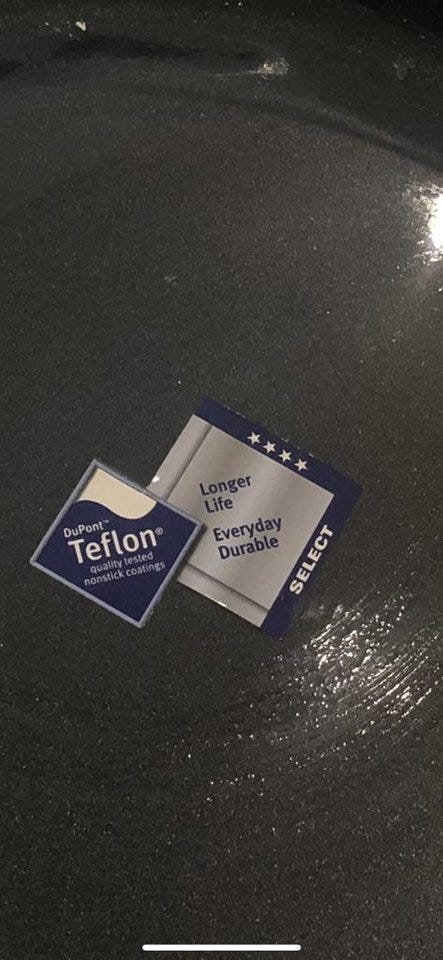 DuPont™
Teflon®
quality tested
nonstick coatings
★★★★
Longer
Life
Everyday
Durable
SELECT